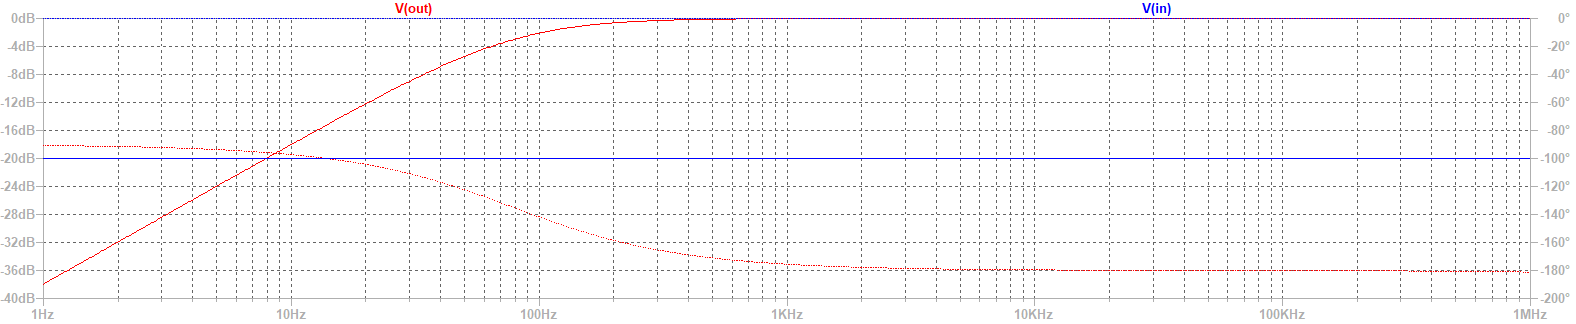 V(out) V(in)
0dB 0°
-4dB -20°
-8dB -40°
-12dB -60°
-16dB -80°
-20dB -100°
-24dB -120°
-28dB -140°
-32dB -160°
-36dB -180°
-40dB -200°
1Hz 10Hz 100Hz 1KHz 10KHz 100KHz 1MHz